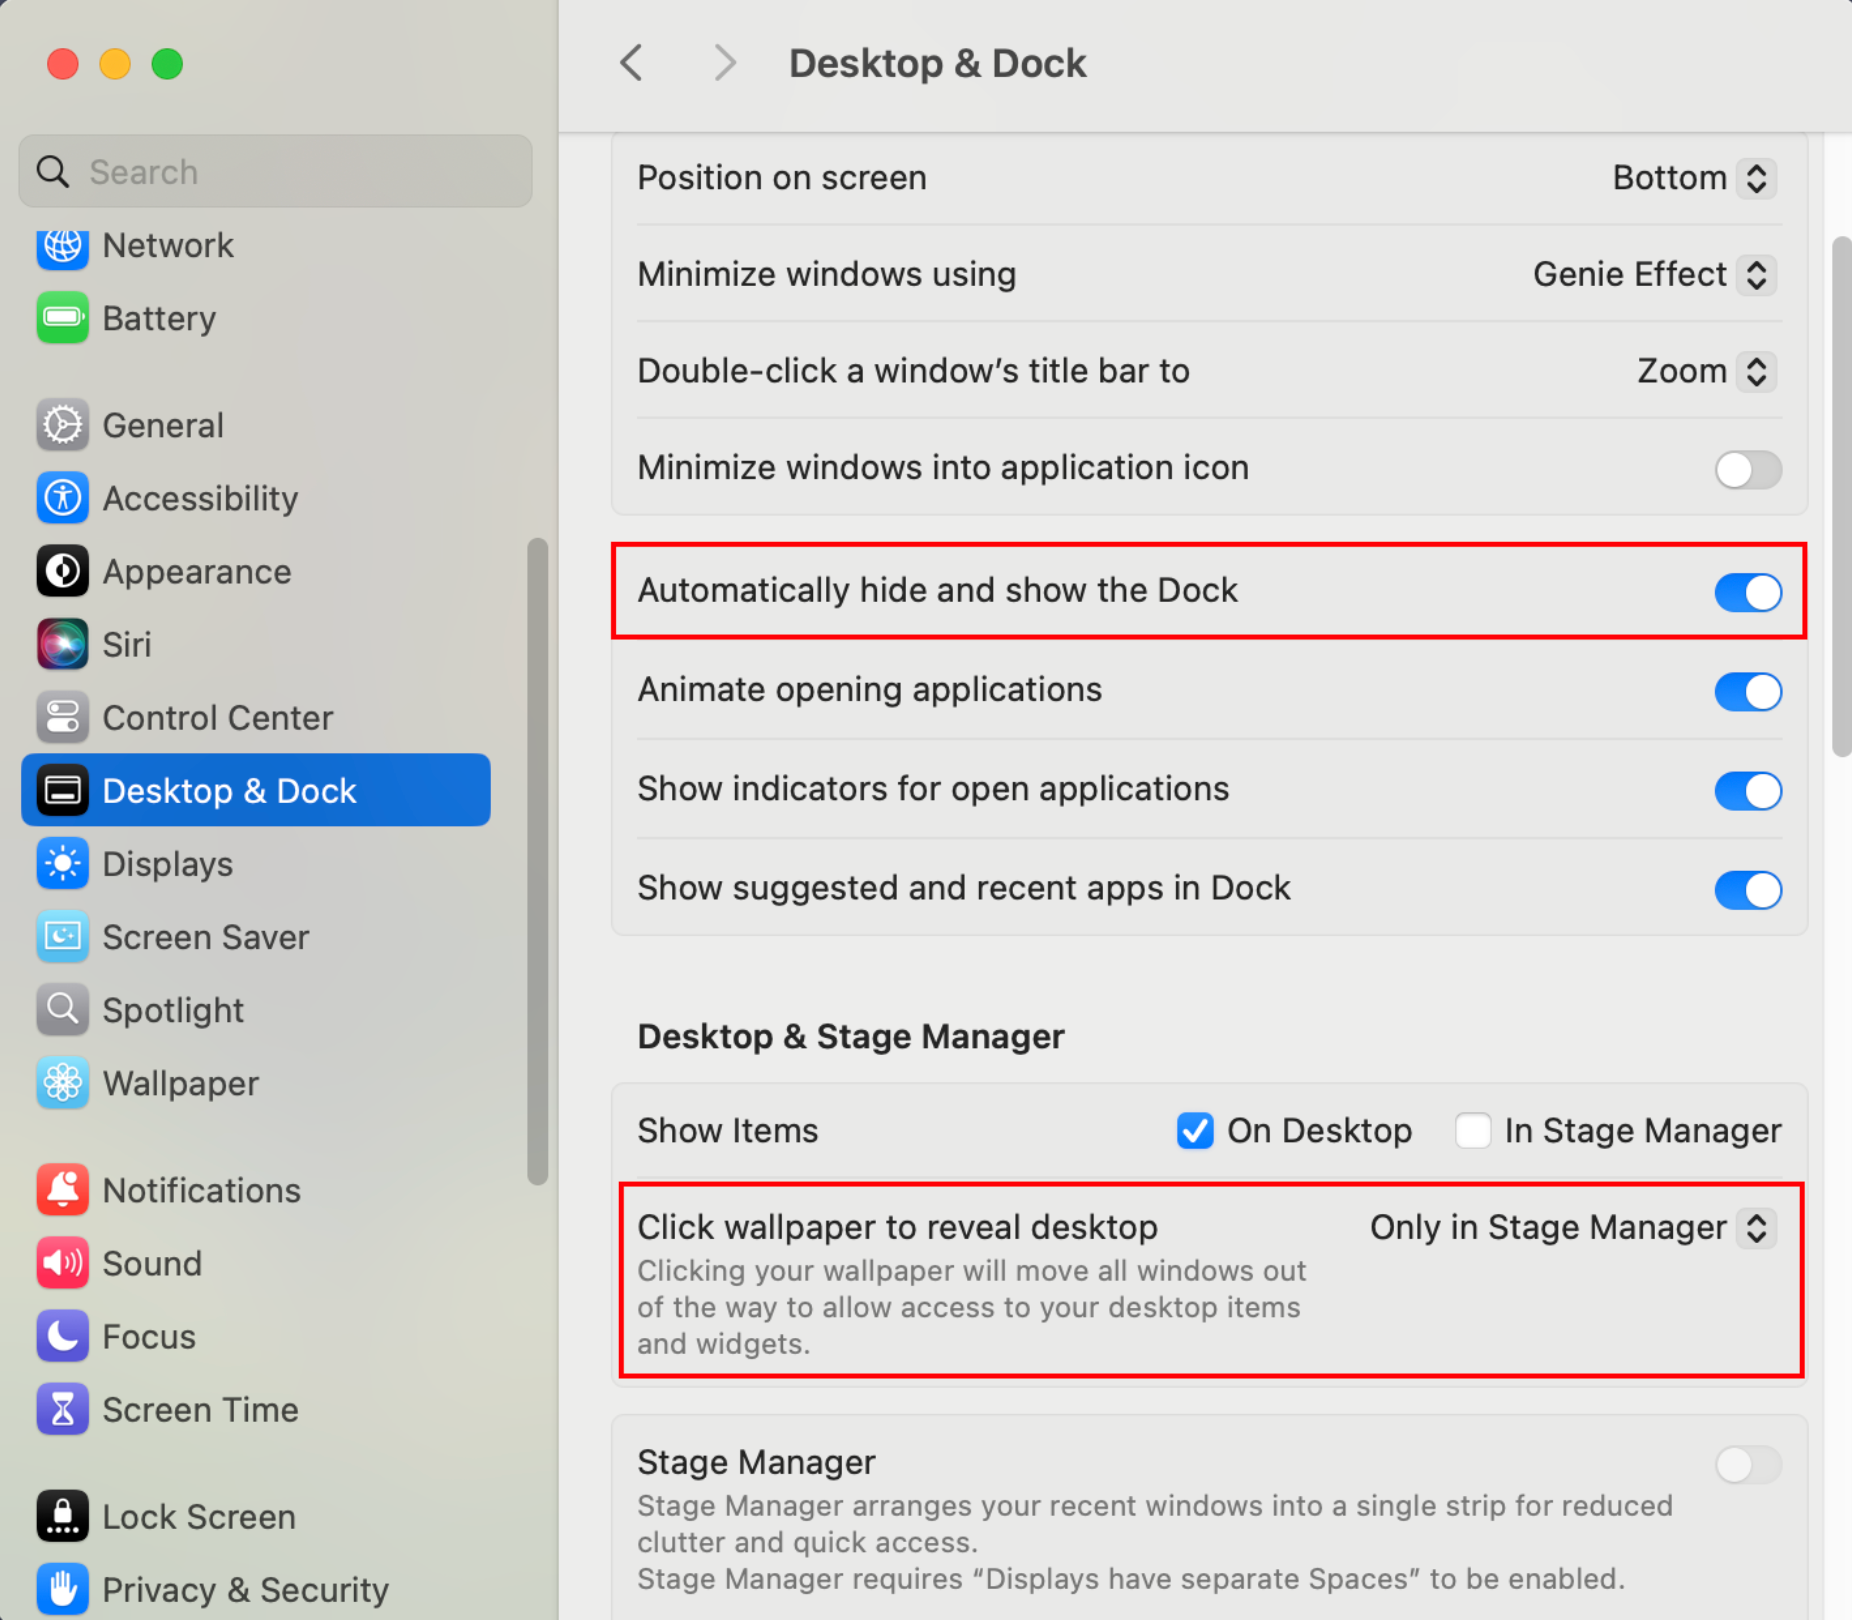 Desktop & Dock
Search
Network
Battery
General
Accessibility
Appearance
Siri
Control Center
Desktop & Dock
Displays
Screen Saver
Spotlight
Wallpaper
Notifications
Sound
Focus
Screen Time
Lock Screen
Privacy & Security
Position on screen Bottom
Minimize windows using Genie Effect
Double-click a window’s title bar to Zoom
Minimize windows into application icon
Automatically hide and show the Dock
Animate opening applications
Show indicators for open applications
Show suggested and recent apps in Dock
Desktop & Stage Manager
Show Items On Desktop In Stage Manager
Click wallpaper to reveal desktop Only in Stage Manager
Clicking your wallpaper will move all windows out
of the way to allow access to your desktop items
and widgets.
Stage Manager
Stage Manager arranges your recent windows into a single strip for reduced
clutter and quick access.
Stage Manager requires “Displays have separate Spaces” to be enabled.